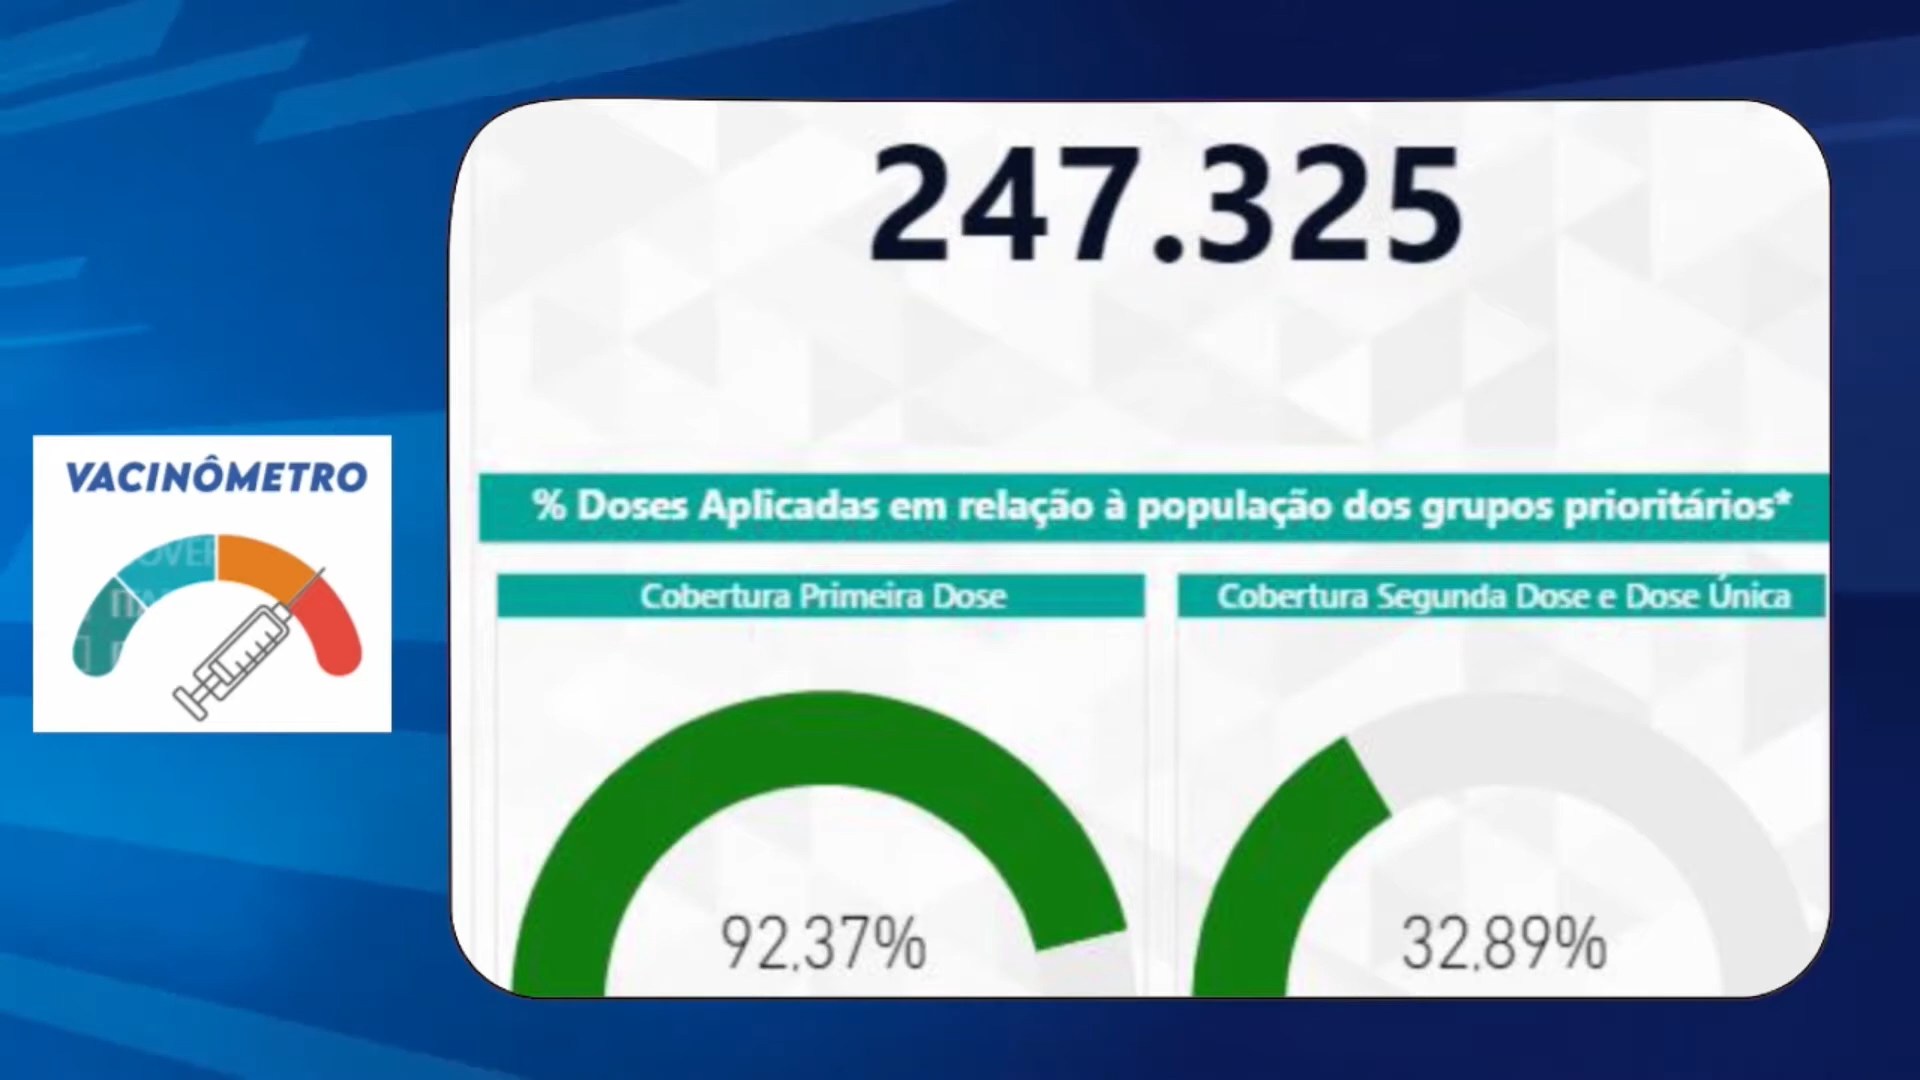 247.325
VACINÔMETRO
% Doses Aplicadas em relação à população dos grupos prioritários*
Cobertura Primeira Dose
Cobertura Segunda Dose e Dose Única
92,37%
32,89%